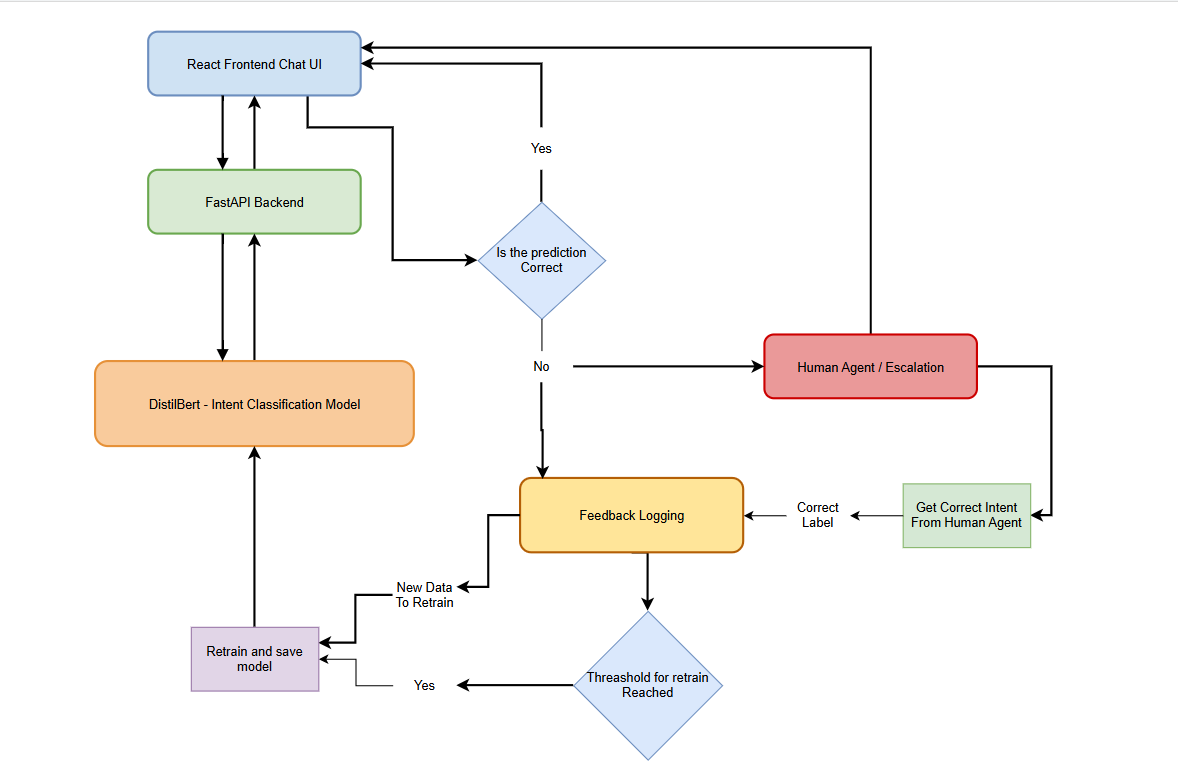 React Frontend Chat UI
Yes
FastAPI Backend
Is the prediction
Correct
No
Human Agent / Escalation
DistilBert - Intent Classification Model
Feedback Logging
Correct
Label
Get Correct Intent
From Human Agent
New Data
To Retrain
Retrain and save
model
Yes
Threashold for retrain
Reached